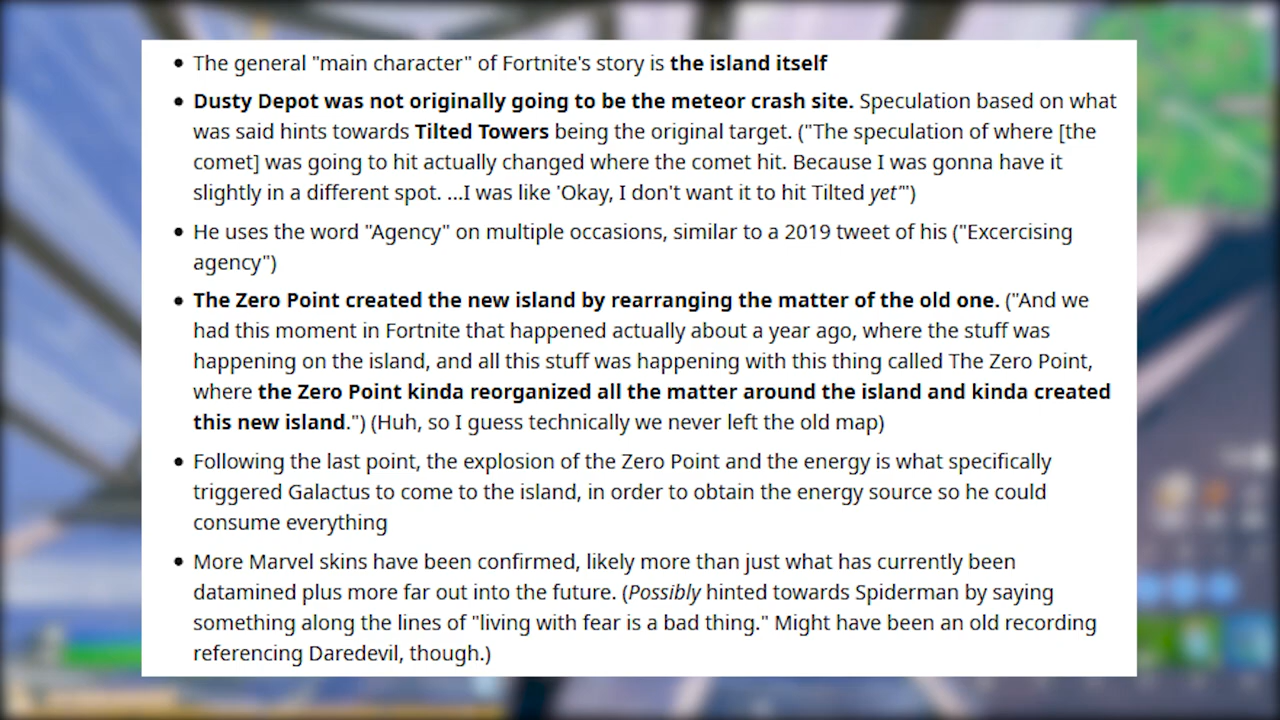 • The general "main character" of Fortnite's story is the island itself
• Dusty Depot was not originally going to be the meteor crash site. Speculation based on what
was said hints towards Tilted Towers being the original target. ("The speculation of where [the
comet] was going to hit actually changed where the comet hit. Because I was gonna have it
slightly in a different spot. ...I was like 'Okay, I don't want it to hit Tilted yet'")
• He uses the word "Agency" on multiple occasions, similar to a 2019 tweet of his ("Excercising
agency")
• The Zero Point created the new island by rearranging the matter of the old one. ("And we
had this moment in Fortnite that happened actually about a year ago, where the stuff was
happening on the island, and all this stuff was happening with this thing called The Zero Point,
where the Zero Point kinda reorganized all the matter around the island and kinda created
this new island.") (Huh, so I guess technically we never left the old map)
• Following the last point, the explosion of the Zero Point and the energy is what specifically
triggered Galactus to come to the island, in order to obtain the energy source so he could
consume everything
• More Marvel skins have been confirmed, likely more than just what has currently been
datamined plus more far out into the future. (Possibly hinted towards Spiderman by saying
something along the lines of "living with fear is a bad thing." Might have been an old recording
referencing Daredevil, though.)